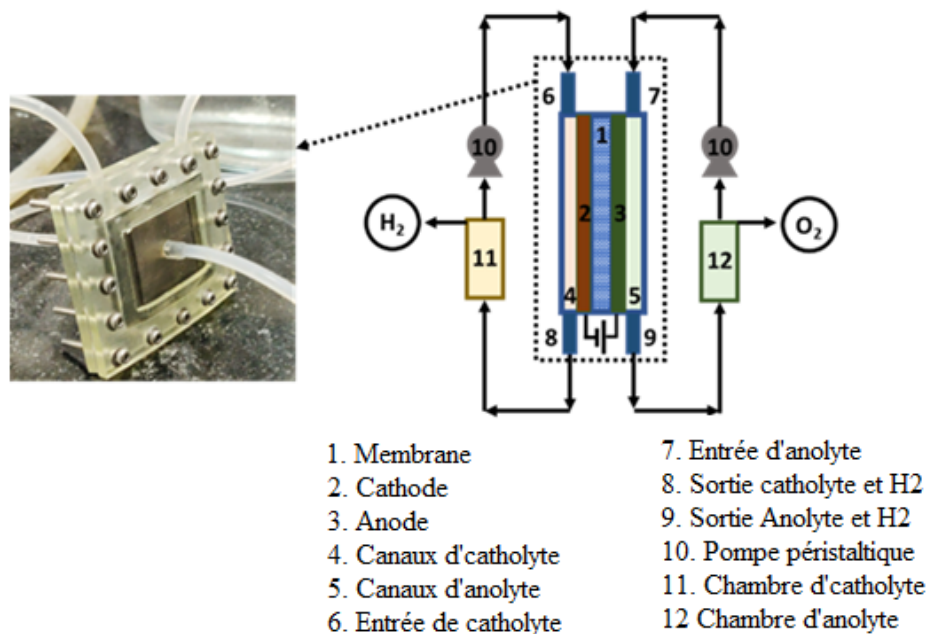 10
10
6
7
1
H2
2
3
O2
11
12
4
5
8
9
1. Membrane
2. Cathode
3. Anode
4. Canaux d'catholyte
5. Canaux d'anolyte
6. Entrée de catholyte
7. Entrée d'anolyte
8. Sortie catholyte et H2
9. Sortie Anolyte et H2
10. Pompe péristaltique
11. Chambre d'catholyte
12 Chambre d'anolyte